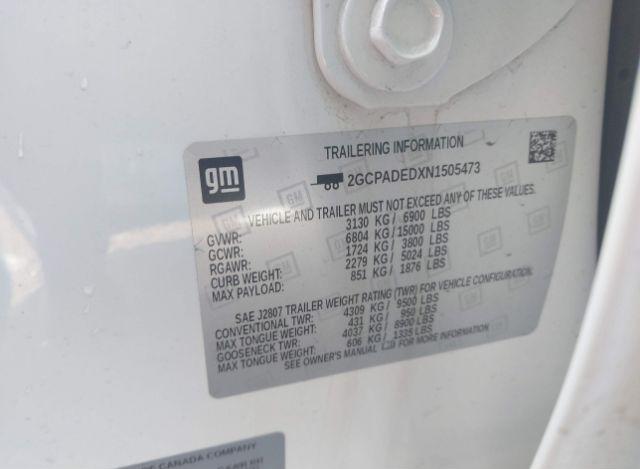 TRAILERING INFORMATION
gm
2GCPADEDXN1505473
VEHICLE AND TRAILER MUST NOT EXCEED ANY OF THESE VALUES.
GVWR: 3130 KG / 6900 LBS
GCWR: 6804 KG / 15000 LBS
RGAWR: 1724 KG / 3800 LBS
CURB WEIGHT: 2279 KG / 5024 LBS
MAX PAYLOAD: 851 KG / 1876 LBS
SAE J2807 TRAILER WEIGHT RATING (TWR) FOR VEHICLE CONFIGURATION.
CONVENTIONAL TWR: 4309 KG / 9500 LBS
MAX TONGUE WEIGHT: 431 KG / 950 LBS
GOOSENECK TWR: 4037 KG / 8900 LBS
MAX TONGUE WEIGHT: 606 KG / 1335 LBS
SEE OWNER'S MANUAL FOR MORE INFORMATION
CANADA COMPANY